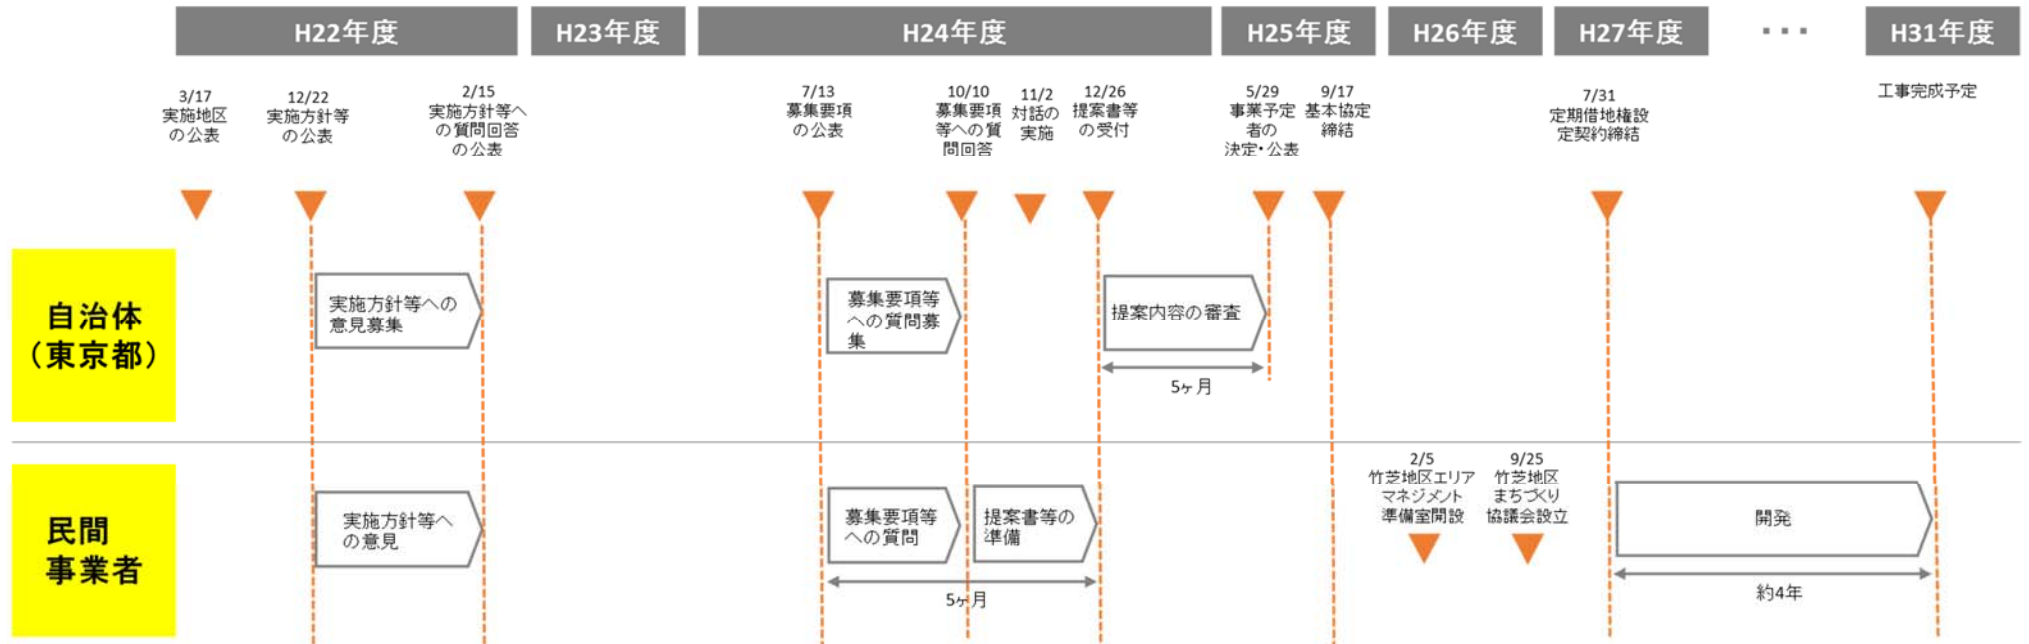 H22年度
H23年度
H24年度
H25年度
H26年度
H27年度
･･･
H31年度
3/17
実施地区
の公表
12/22
実施方針等
の公表
2/15
実施方針等へ
の質問回答
の公表
7/13
募集要項
の公表
10/10
募集要項
等への質
問回答
11/2
対話の
実施
12/26
提案書等
の受付
5/29
事業予定
者の
決定・公表
9/17
基本協定
締結
7/31
定期借地権設
定契約締結
工事完成予定
自治体
（東京都）
実施方針等への
意見募集
募集要項等
への質問募
集
提案内容の審査
5ヶ月
民間
事業者
実施方針等へ
の意見
募集要項等
への質問
提案書等の
準備
5ヶ月
2/5
竹芝地区エリア
マネジメント
準備室開設
9/25
竹芝地区
まちづくり
協議会設立
開発
約4年